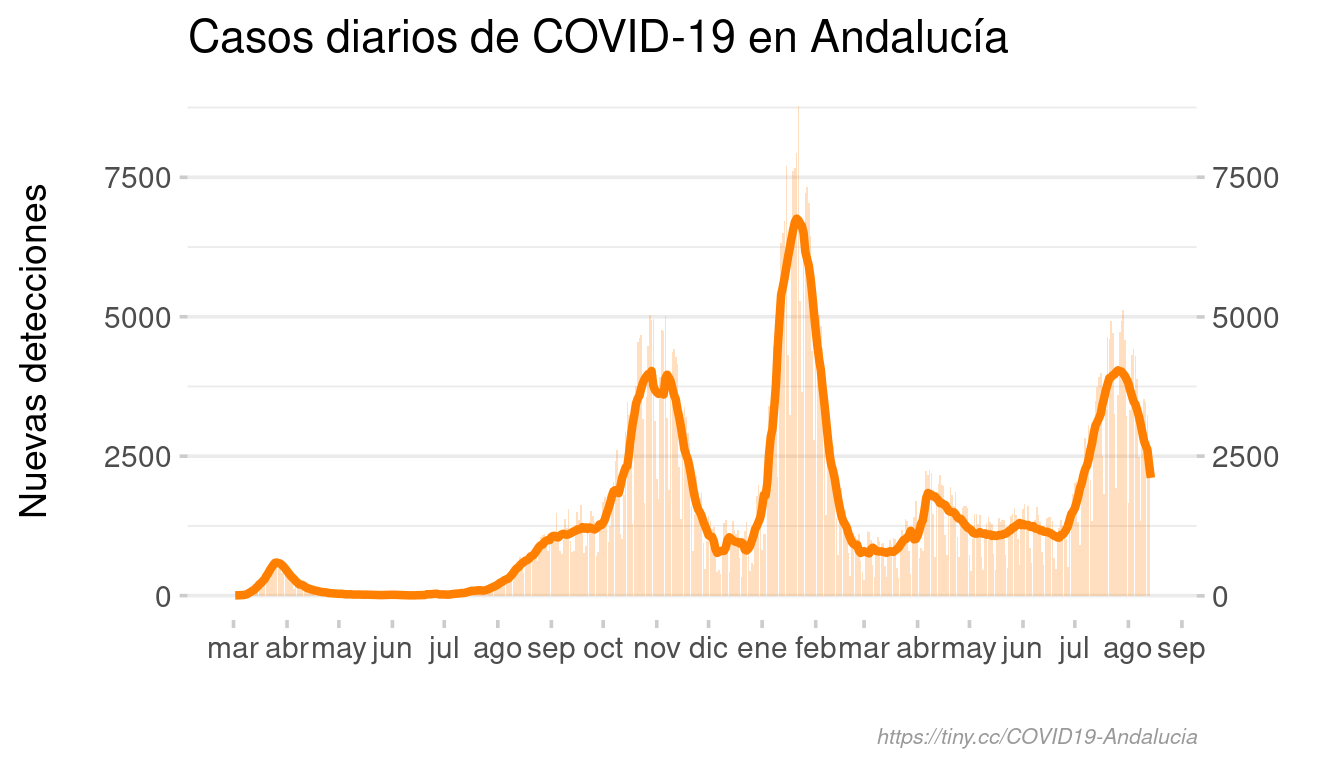 Casos diarios de COVID-19 en Andalucía
Nuevas detecciones
7500 7500
5000 5000
2500 2500
0 0
mar abr may jun jul ago sep oct nov dic ene feb mar abr may jun jul ago sep
https://tiny.cc/COVID19-Andalucia